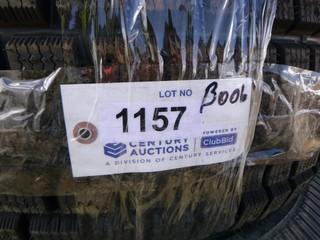 LOT NO
1157 B006
CENTURY AUCTIONS
POWERED BY ClubBid
A DIVISION OF CENTURY SERVICES